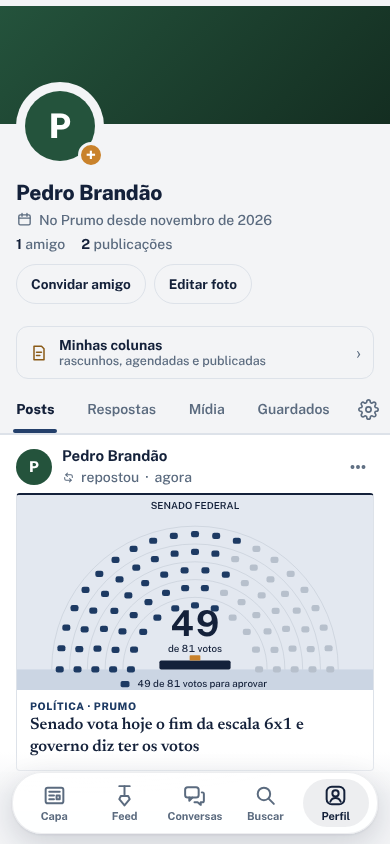 P
+
Pedro Brandão
No Prumo desde novembro de 2026
1 amigo 2 publicações
Convidar amigo Editar foto
Minhas colunas
rascunhos, agendadas e publicadas
›
Posts Respostas Mídia Guardados
P
Pedro Brandão
repostou · agora
•••
SENADO FEDERAL
49
de 81 votos
49 de 81 votos para aprovar
POLÍTICA · PRUMO
Senado vota hoje o fim da escala 6x1 e
governo diz ter os votos
Capa Feed Conversas Buscar Perfil